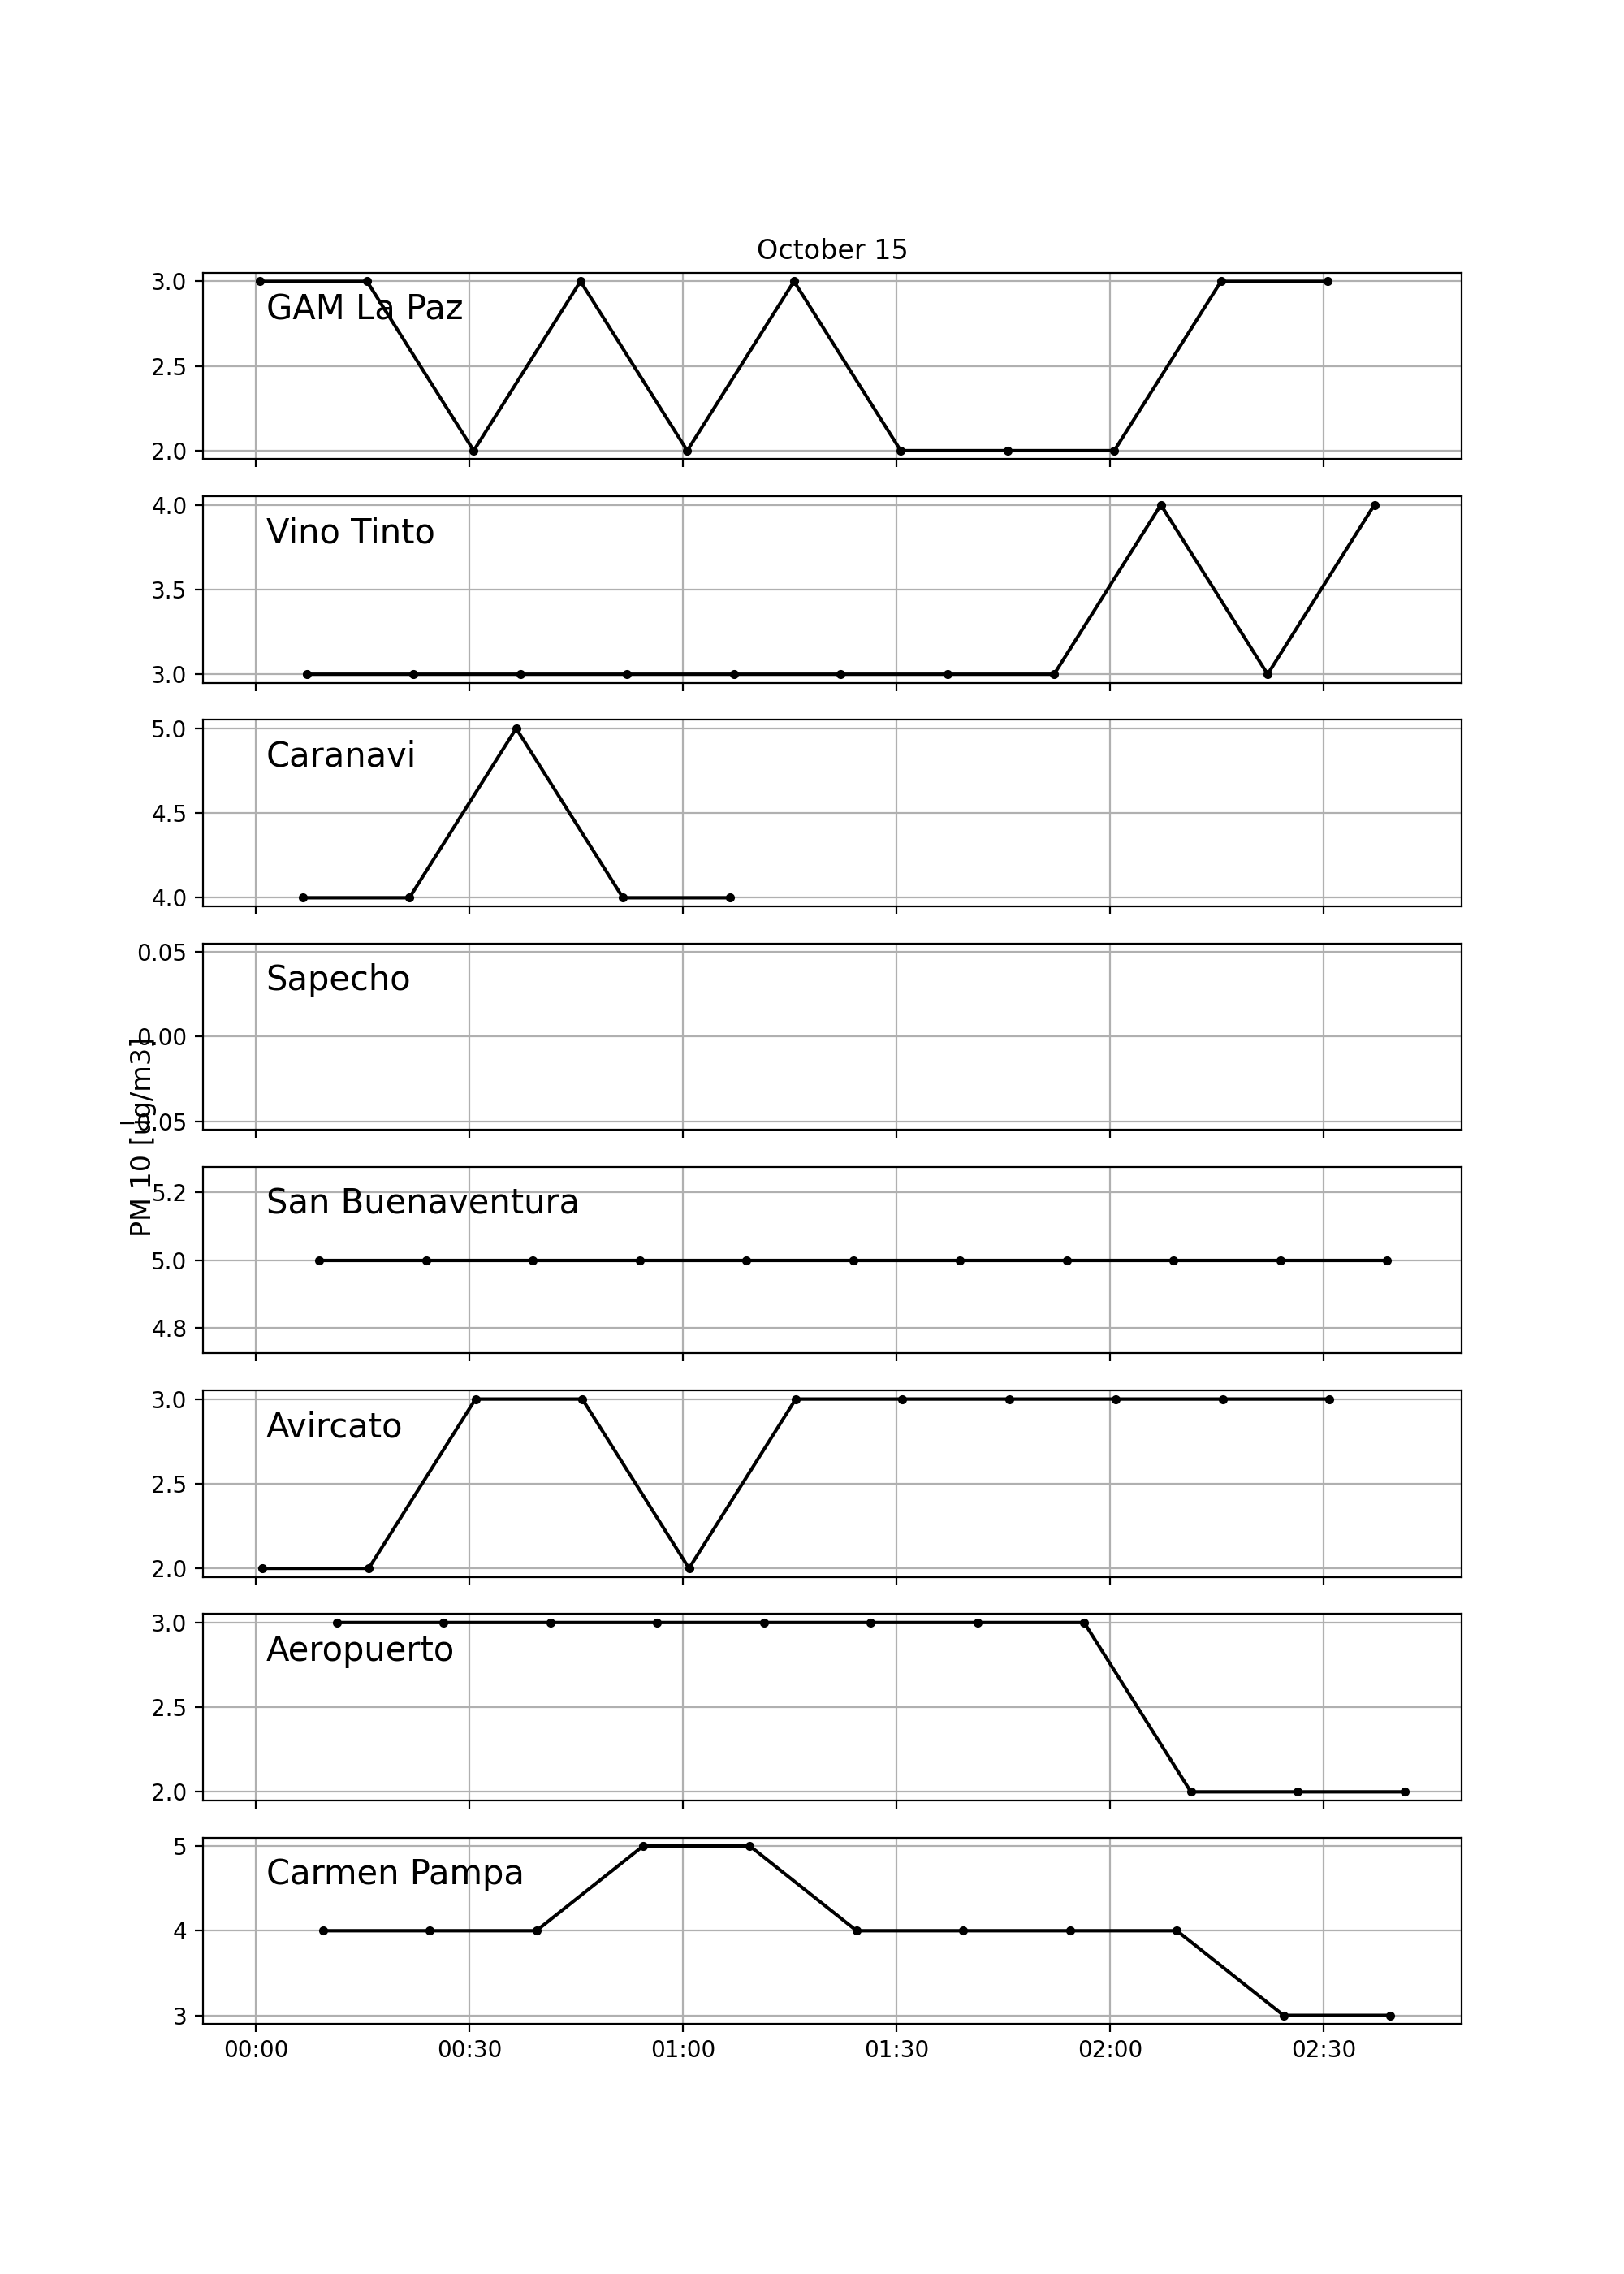 October 15
3.0
GAM La Paz
2.5
2.0
4.0
Vino Tinto
3.5
3.0
5.0
Caranavi
4.5
4.0
0.05
Sapecho
0.00
−0.05
PM 10 [ug/m3]
5.2
San Buenaventura
5.0
4.8
3.0
Avircato
2.5
2.0
3.0
Aeropuerto
2.5
2.0
5
Carmen Pampa
4
3
00:00 00:30 01:00 01:30 02:00 02:30